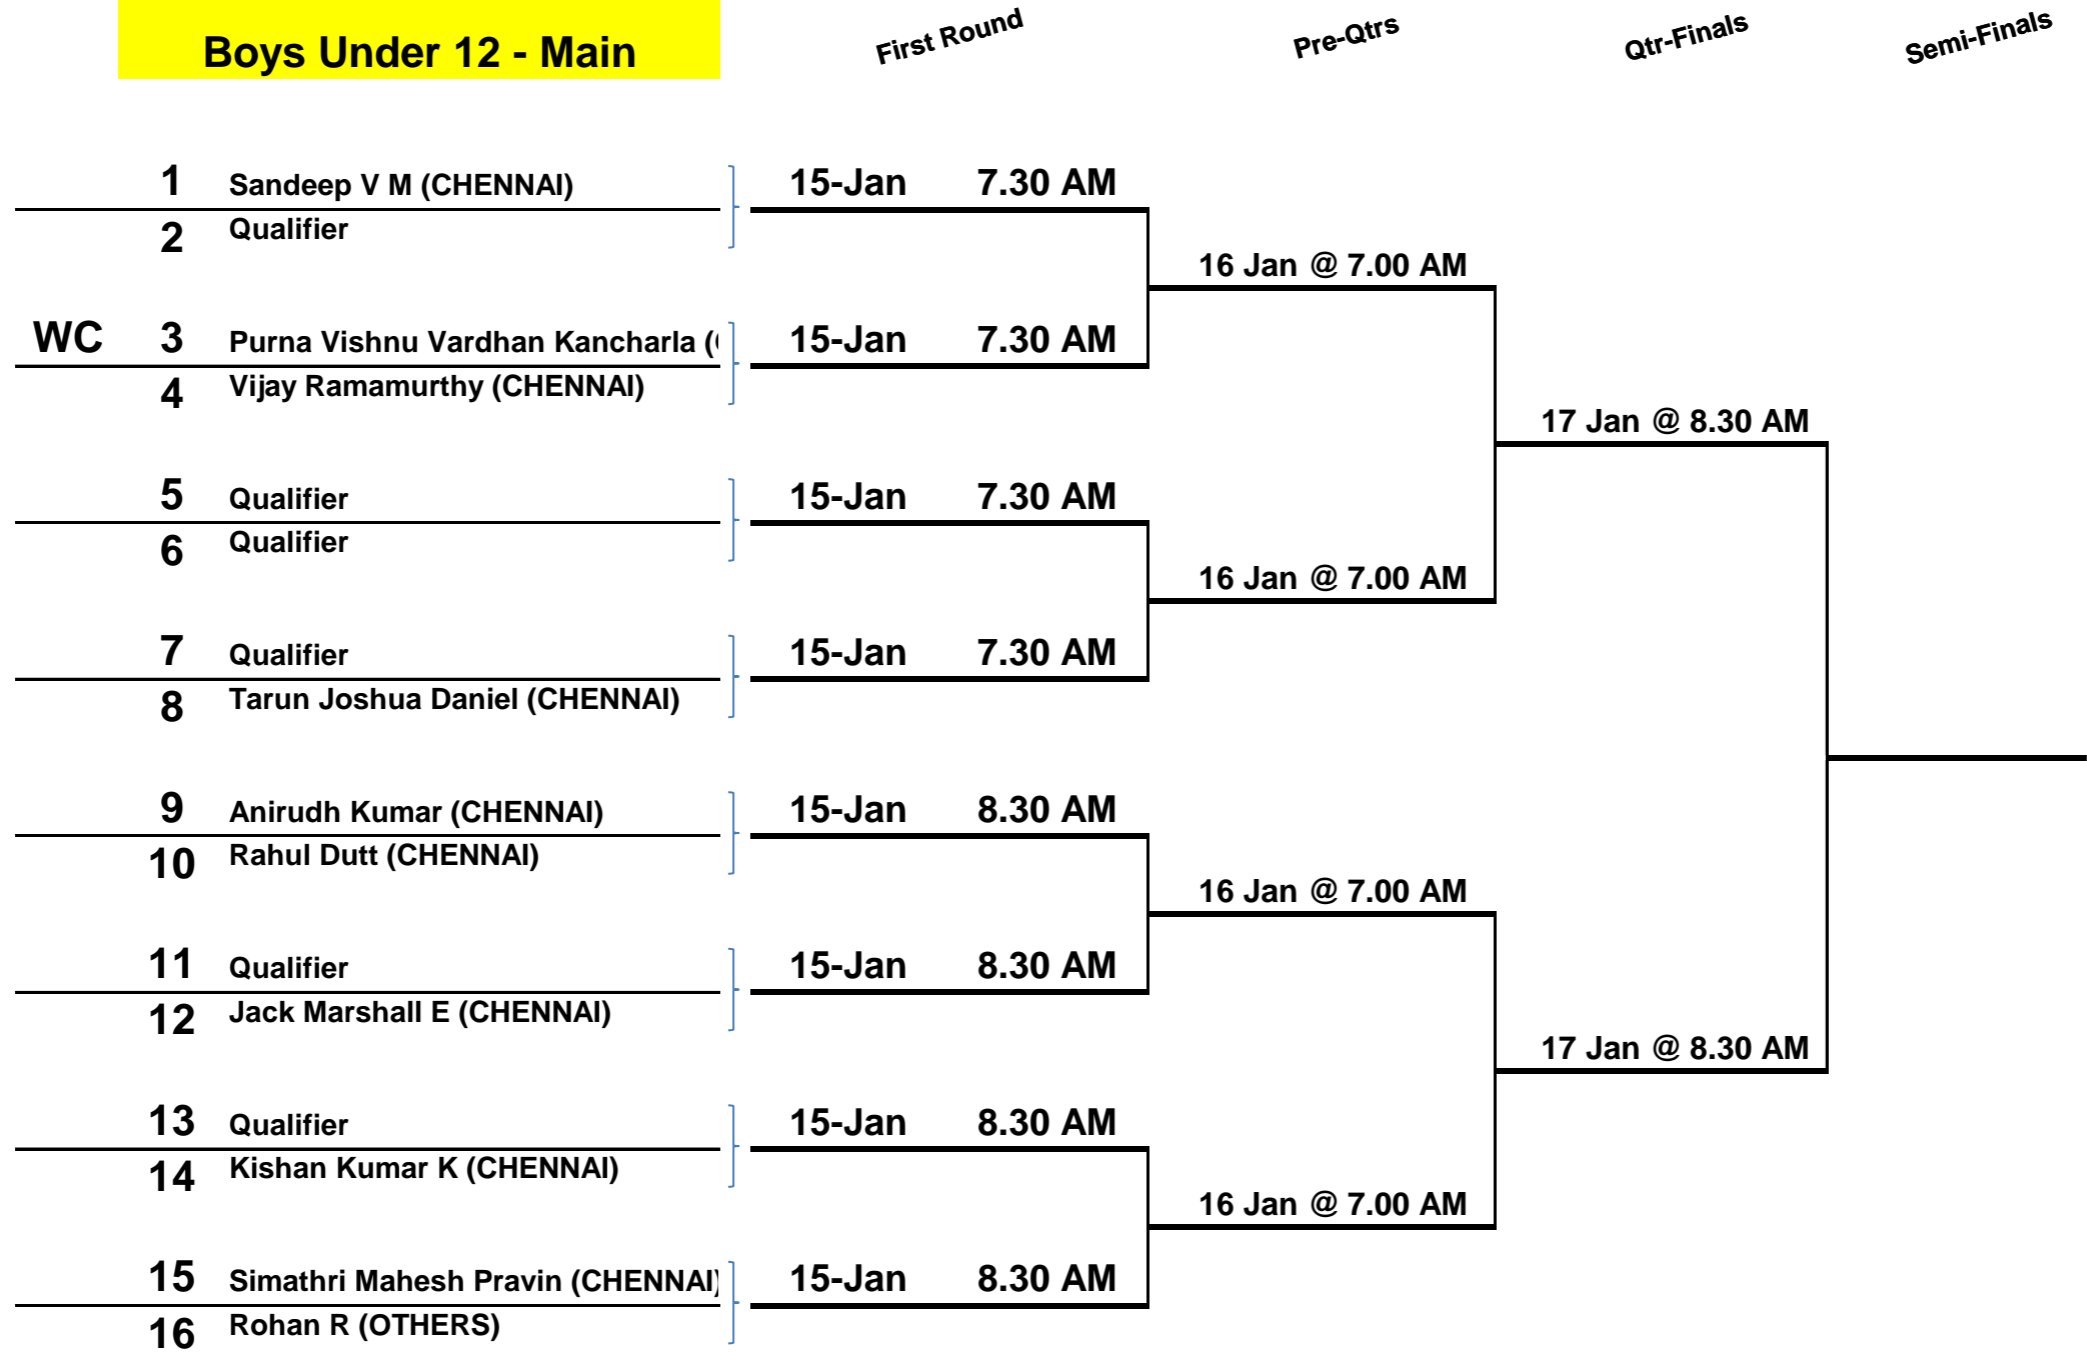 Boys Under 12 - Main First Round Pre-Qtrs Qtr-Finals Semi-Finals
1 Sandeep V M (CHENNAI) 15-Jan 7.30 AM
2 Qualifier
16 Jan @ 7.00 AM
WC 3 Purna Vishnu Vardhan Kancharla ( 15-Jan 7.30 AM
4 Vijay Ramamurthy (CHENNAI)
17 Jan @ 8.30 AM
5 Qualifier 15-Jan 7.30 AM
6 Qualifier
16 Jan @ 7.00 AM
7 Qualifier 15-Jan 7.30 AM
8 Tarun Joshua Daniel (CHENNAI)
9 Anirudh Kumar (CHENNAI) 15-Jan 8.30 AM
10 Rahul Dutt (CHENNAI)
16 Jan @ 7.00 AM
11 Qualifier 15-Jan 8.30 AM
12 Jack Marshall E (CHENNAI)
17 Jan @ 8.30 AM
13 Qualifier 15-Jan 8.30 AM
14 Kishan Kumar K (CHENNAI)
16 Jan @ 7.00 AM
15 Simathri Mahesh Pravin (CHENNAI) 15-Jan 8.30 AM
16 Rohan R (OTHERS)